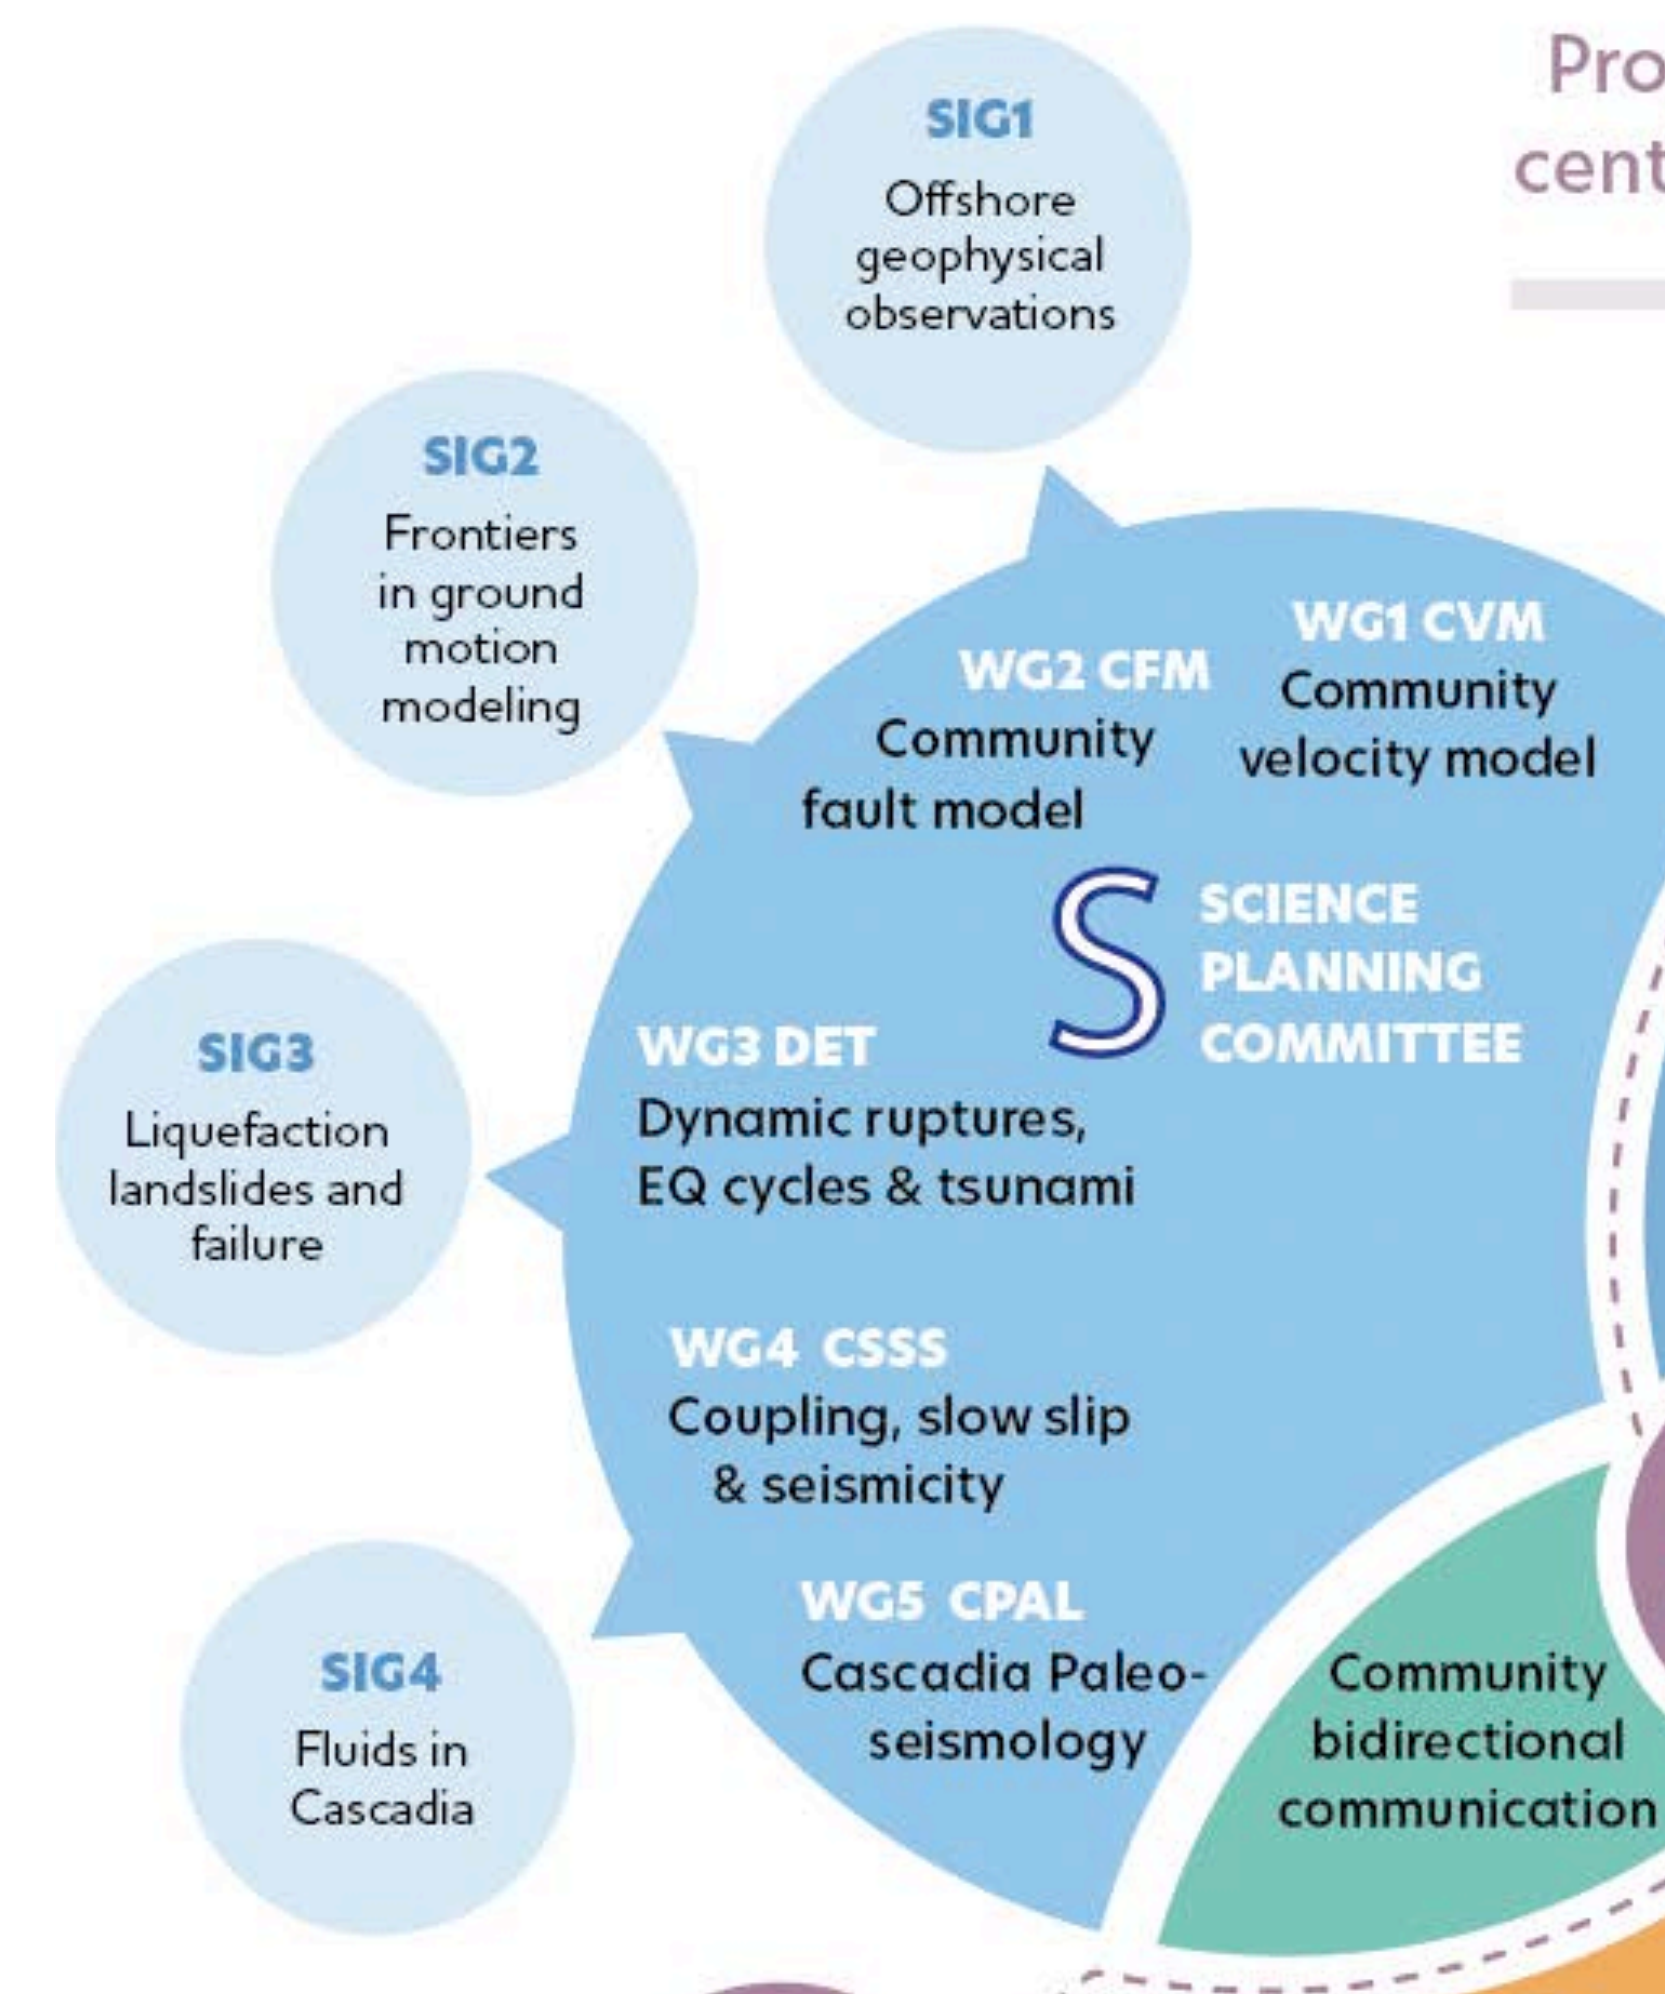 SIG1
Offshore
geophysical
observations
SIG2
Frontiers
in ground
motion
modeling
SIG3
Liquefaction
landslides and
failure
SIG4
Fluids in
Cascadia
WG1 CVM
Community
velocity model
WG2 CFM
Community
fault model
S
SCIENCE
PLANNING
COMMITTEE
WG3 DET
Dynamic ruptures,
EQ cycles & tsunami
WG4 CSSS
Coupling, slow slip
& seismicity
WG5 CPAL
Cascadia Paleo-
seismology
Community
bidirectional
communication
Pro
cent